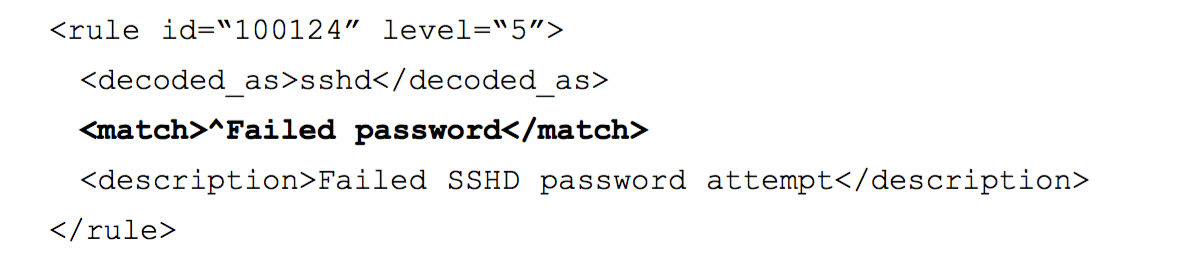 <rule id=“100124” level=“5”>
<decoded_as>sshd</decoded_as>
<match>^Failed password</match>
<description>Failed SSHD password attempt</description>
</rule>